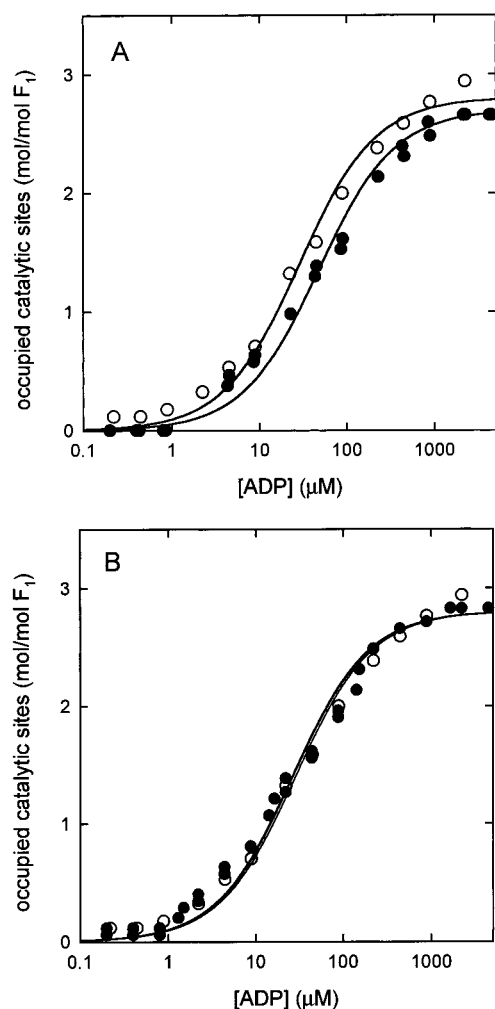 A
occupied catalytic sites (mol/mol F1)
3
2
1
0
0.1 1 10 100 1000
[ADP] (μM)
B
occupied catalytic sites (mol/mol F1)
3
2
1
0
0.1 1 10 100 1000
[ADP] (μM)